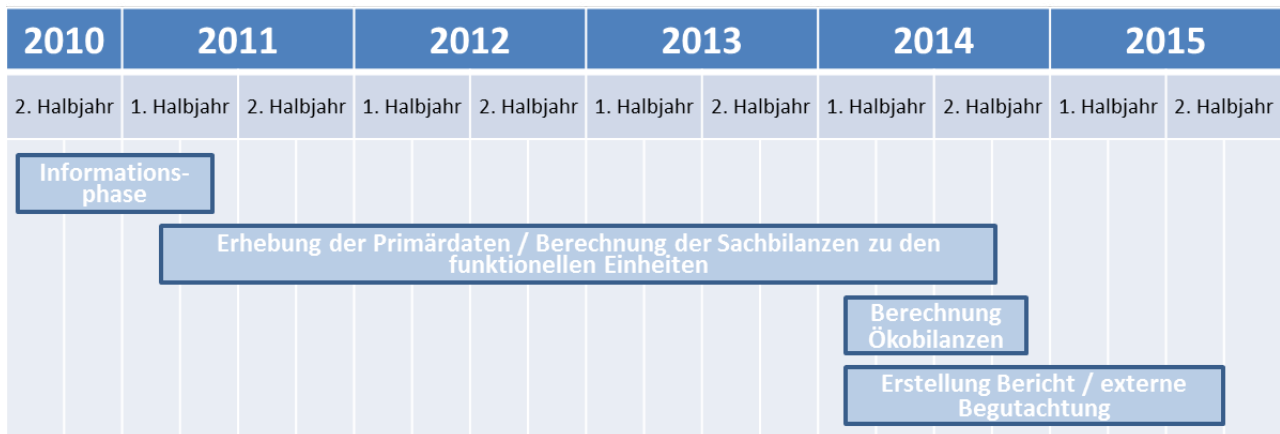 2010 2011 2012 2013 2014 2015
2. Halbjahr 1. Halbjahr 2. Halbjahr 1. Halbjahr 2. Halbjahr 1. Halbjahr 2. Halbjahr 1. Halbjahr 2. Halbjahr 1. Halbjahr 2. Halbjahr
Informations-
phase
Erhebung der Primärdaten / Berechnung der Sachbilanzen zu den
funktionellen Einheiten
Berechnung
Ökobilanzen
Erstellung Bericht / externe
Begutachtung